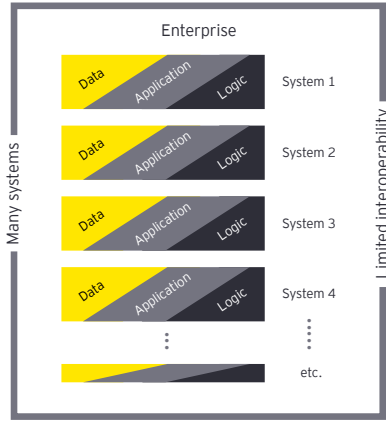 Enterprise
Many systems
Limited interoperability
Data Application Logic System 1
Data Application Logic System 2
Data Application Logic System 3
Data Application Logic System 4
etc.